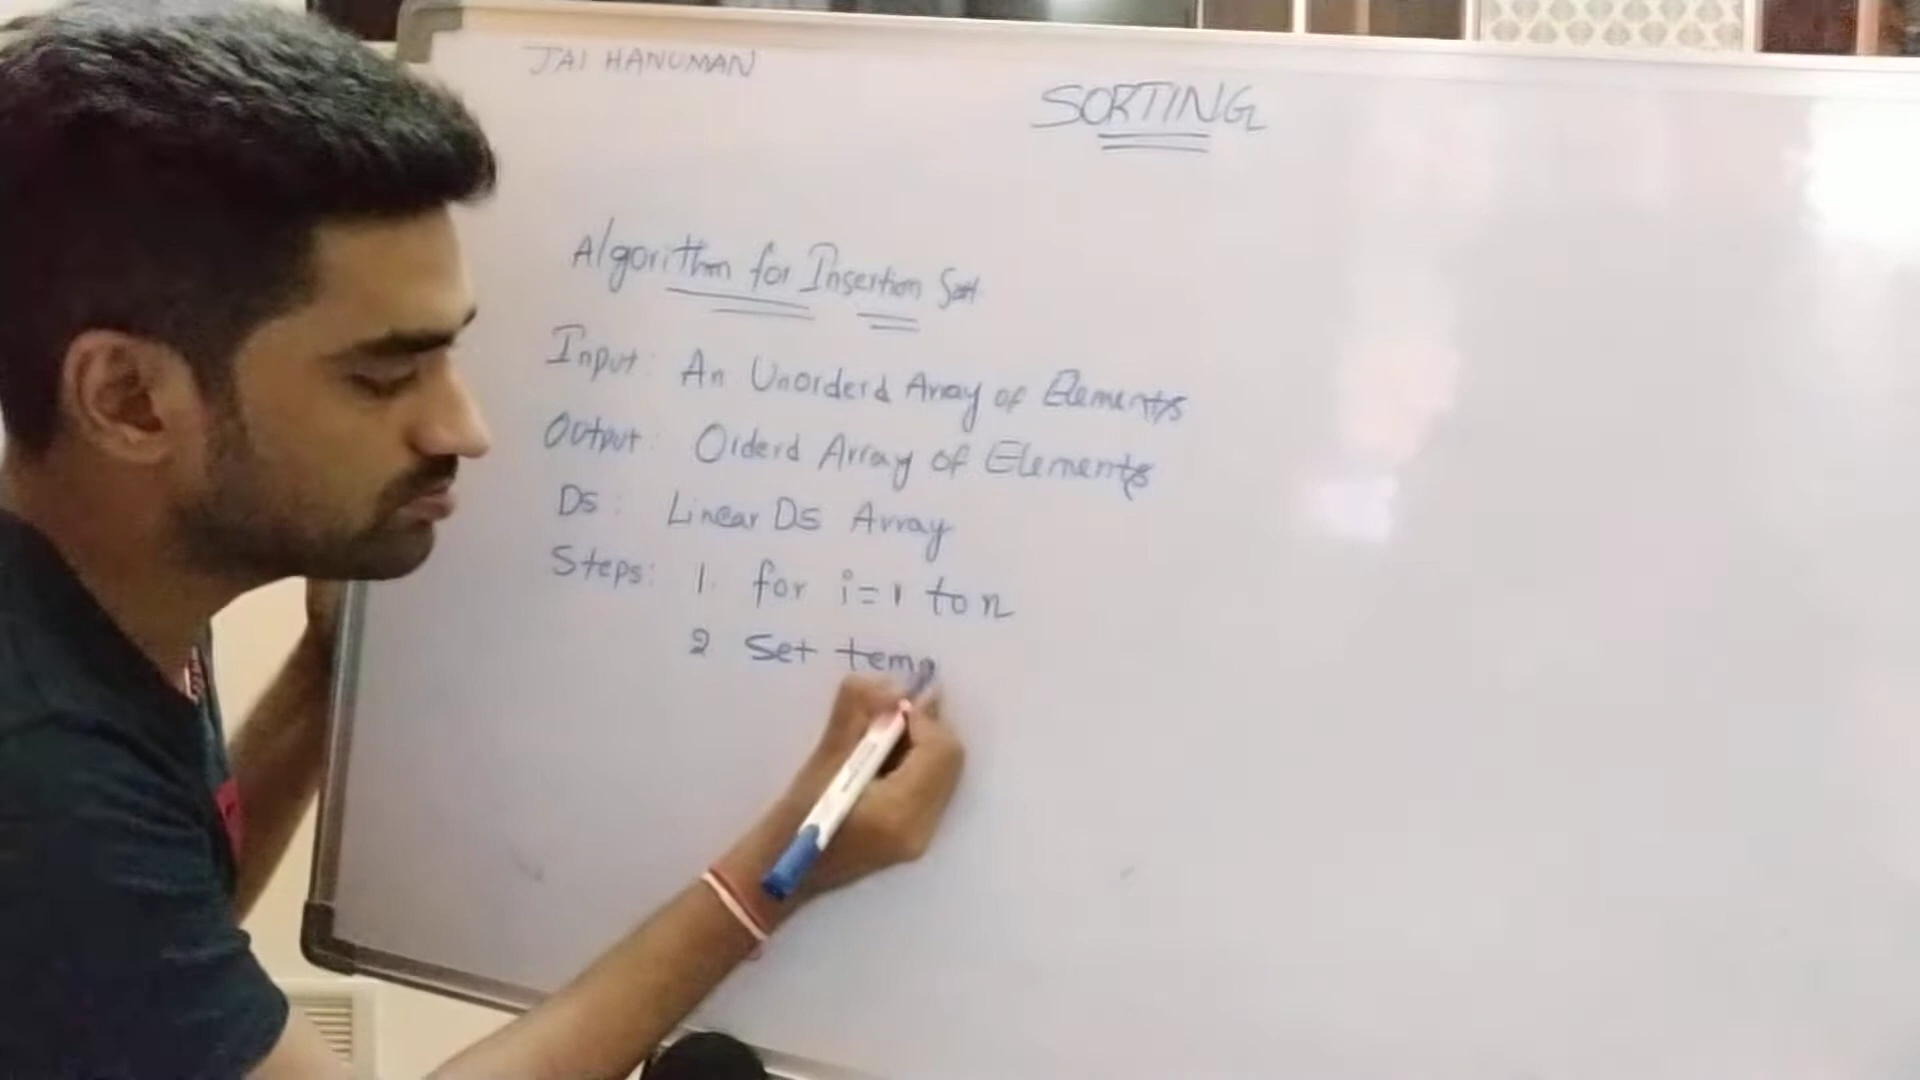 JAI HANUMAN
SORTING
Algorithm for Insertion Sort
Input: An Unorderd Array of Elements
Output: Orderd Array of Elements
Ds: Linear DS Array
Steps: 1. for i=1 to n
2 Set temp